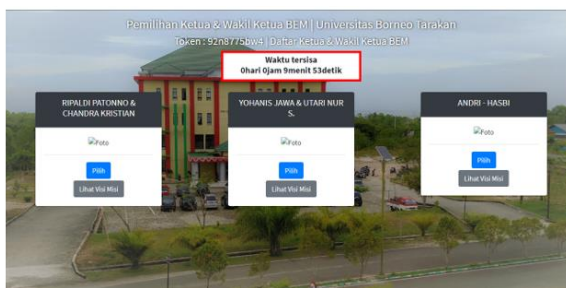 Pemilihan Ketua & Wakil Ketua BEM | Universitas Borneo Tarakan
Token : 92n8775bw4 | Daftar Ketua & Wakil Ketua BEM
Waktu tersisa
0hari 0jam 9menit 53detik
RIPALDI PATONNO &
CHANDRA KRISTIAN
Foto
Pilih
Lihat Visi Misi
YOHANIS JAWA & UTARI NUR
S.
Foto
Pilih
Lihat Visi Misi
ANDRI - HASBI
Foto
Pilih
Lihat Visi Misi